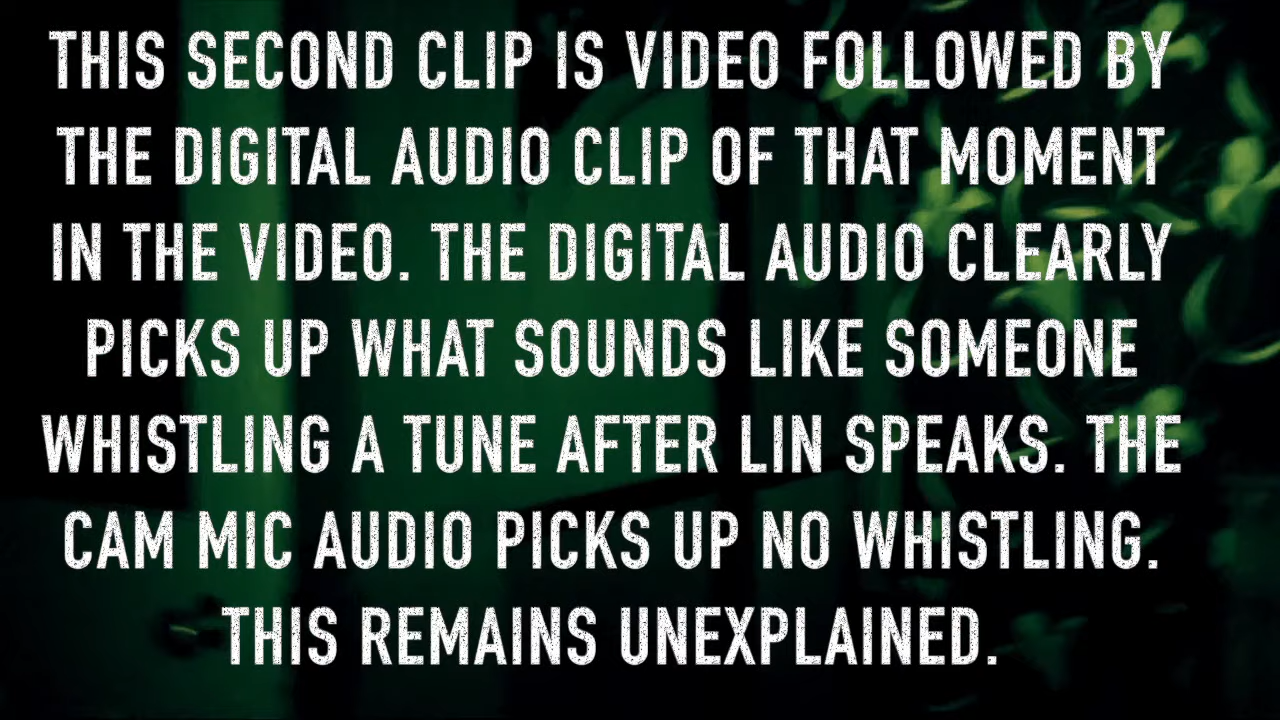 THIS SECOND CLIP IS VIDEO FOLLOWED BY
THE DIGITAL AUDIO CLIP OF THAT MOMENT
IN THE VIDEO. THE DIGITAL AUDIO CLEARLY
PICKS UP WHAT SOUNDS LIKE SOMEONE
WHISTLING A TUNE AFTER LIN SPEAKS. THE
CAM MIC AUDIO PICKS UP NO WHISTLING.
THIS REMAINS UNEXPLAINED.